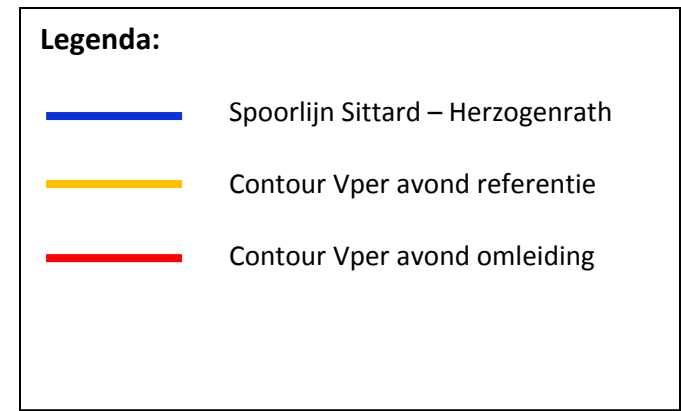 Legenda:
Spoorlijn Sittard – Herzogenrath
Contour Vper avond referentie
Contour Vper avond omleiding